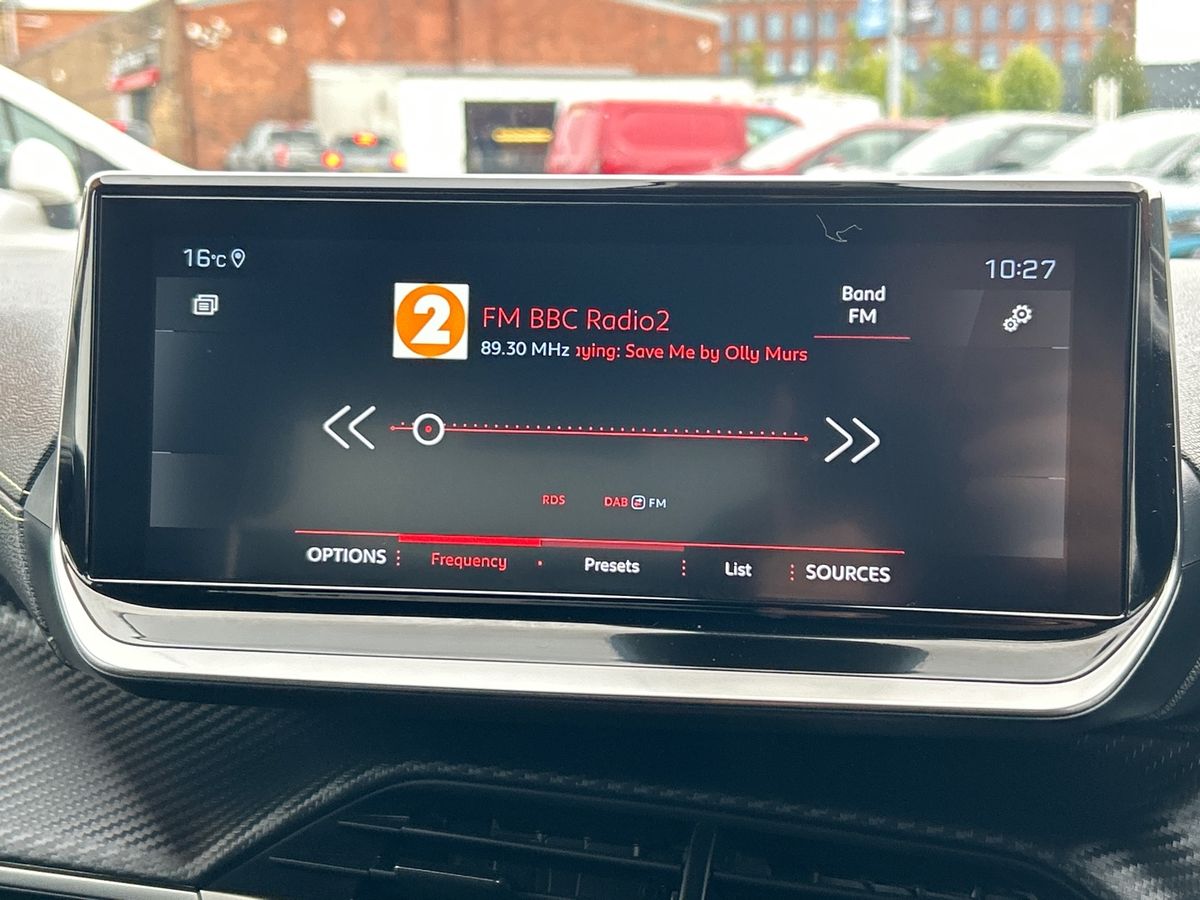 16°C
10:27
2
FM BBC Radio2
Band
FM
89.30 MHz aying: Save Me by Olly Murs
RDS
DAB FM
OPTIONS
Frequency
Presets
List
SOURCES